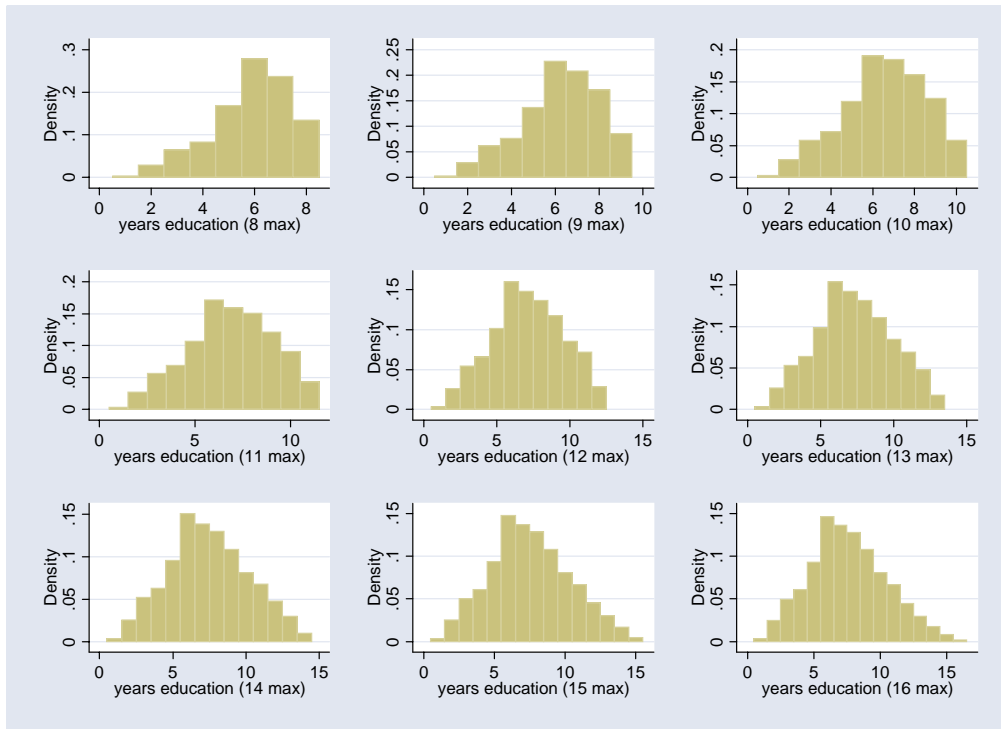 Density
0 .1 .2 .3
0 2 4 6 8
years education (8 max)
Density
0 .05 .1 .15 .2 .25
0 2 4 6 8 10
years education (9 max)
Density
0 .05 .1 .15 .2
0 2 4 6 8 10
years education (10 max)
Density
0 .05 .1 .15 .2
0 5 10
years education (11 max)
Density
0 .05 .1 .15
0 5 10 15
years education (12 max)
Density
0 .05 .1 .15
0 5 10 15
years education (13 max)
Density
0 .05 .1 .15
0 5 10 15
years education (14 max)
Density
0 .05 .1 .15
0 5 10 15
years education (15 max)
Density
0 .05 .1 .15
0 5 10 15
years education (16 max)